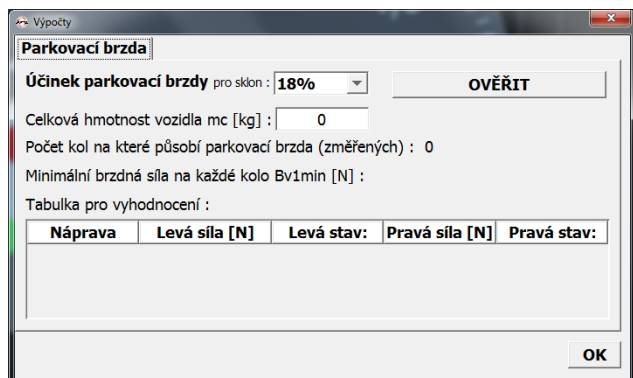 Výpočty
Parkovací brzda
Účinek parkovací brzdy pro sklon : 18% OVĚŘIT
Celková hmotnost vozidla mc [kg] : 0
Počet kol na které působí parkovací brzda (změřených) : 0
Minimální brzdná síla na každé kolo Bv1min [N] :
Tabulka pro vyhodnocení :
Náprava Levá síla [N] Levá stav: Pravá síla [N] Pravá stav:
OK